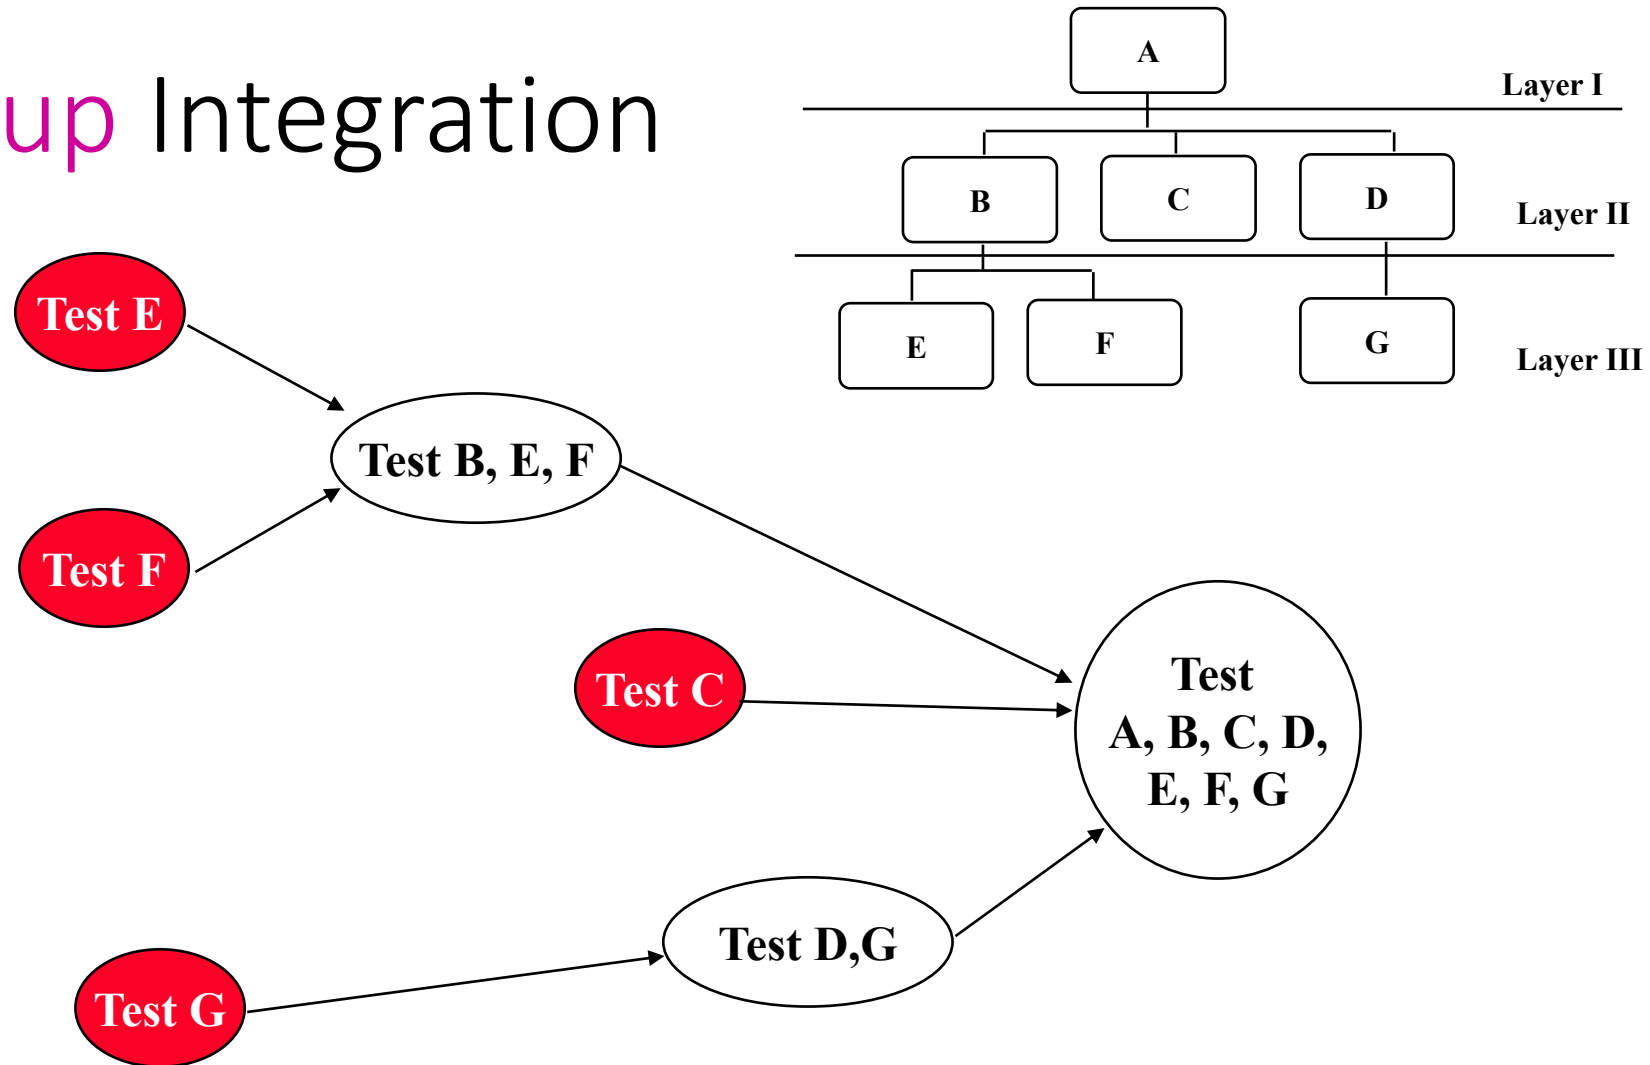 up Integration
A
Layer I
B
C
D
Layer II
E
F
G
Layer III
Test E
Test B, E, F
Test F
Test C
Test
A, B, C, D,
E, F, G
Test D,G
Test G